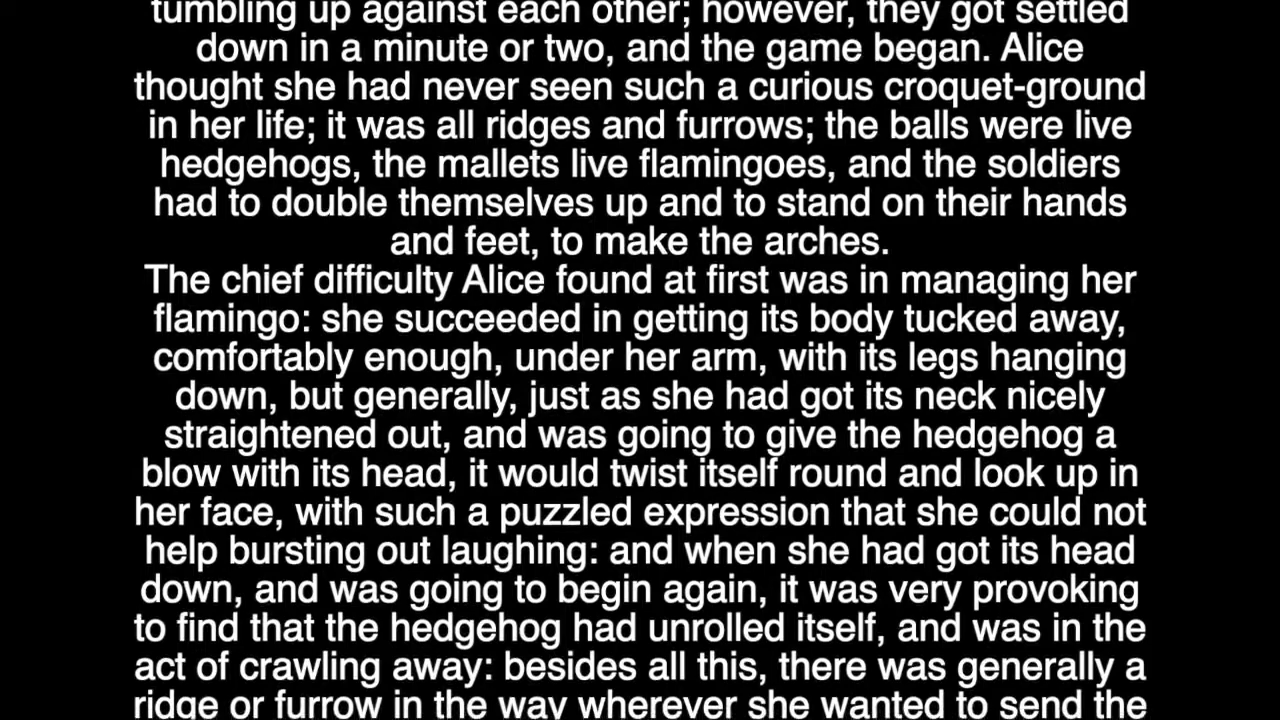 tumbling up against each other; however, they got settled
down in a minute or two, and the game began. Alice
thought she had never seen such a curious croquet-ground
in her life; it was all ridges and furrows; the balls were live
hedgehogs, the mallets live flamingoes, and the soldiers
had to double themselves up and to stand on their hands
and feet, to make the arches.
The chief difficulty Alice found at first was in managing her
flamingo: she succeeded in getting its body tucked away,
comfortably enough, under her arm, with its legs hanging
down, but generally, just as she had got its neck nicely
straightened out, and was going to give the hedgehog a
blow with its head, it would twist itself round and look up in
her face, with such a puzzled expression that she could not
help bursting out laughing: and when she had got its head
down, and was going to begin again, it was very provoking
to find that the hedgehog had unrolled itself, and was in the
act of crawling away: besides all this, there was generally a
ridge or furrow in the way wherever she wanted to send the